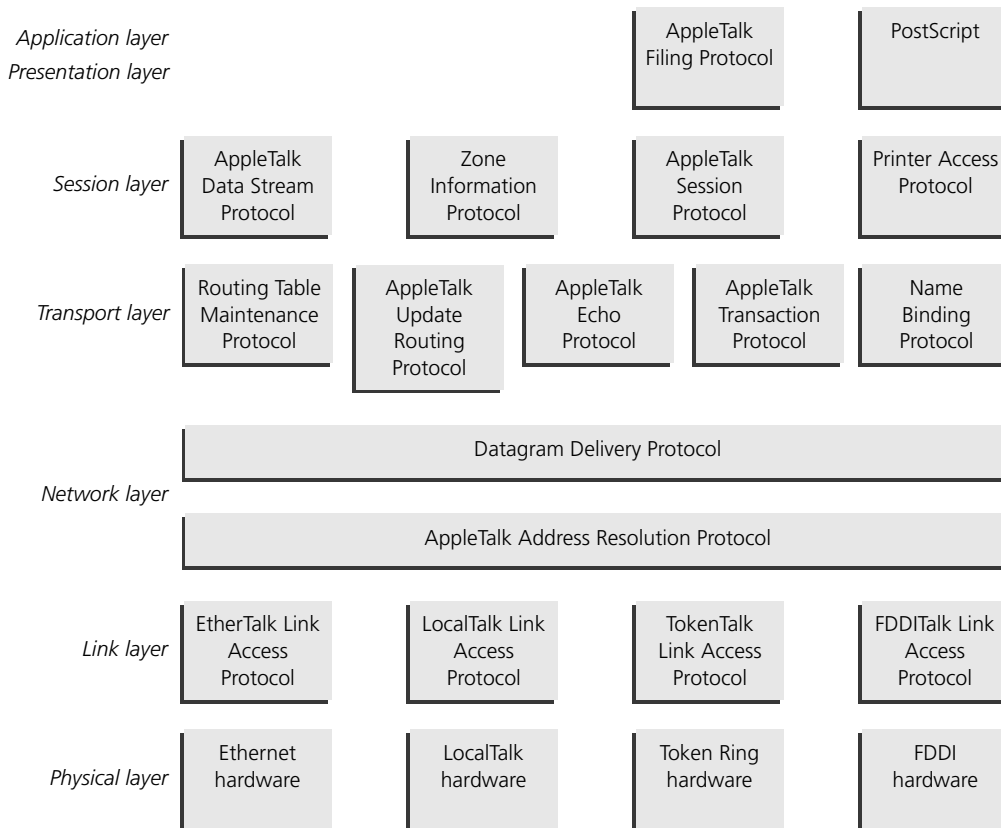 Application layer
Presentation layer
AppleTalk
Filing Protocol
PostScript
Session layer
AppleTalk
Data Stream
Protocol
Zone
Information
Protocol
AppleTalk
Session
Protocol
Printer Access
Protocol
Transport layer
Routing Table
Maintenance
Protocol
AppleTalk
Update
Routing
Protocol
AppleTalk
Echo
Protocol
AppleTalk
Transaction
Protocol
Name
Binding
Protocol
Network layer
Datagram Delivery Protocol
AppleTalk Address Resolution Protocol
Link layer
EtherTalk Link
Access
Protocol
LocalTalk Link
Access
Protocol
TokenTalk
Link Access
Protocol
FDDITalk Link
Access
Protocol
Physical layer
Ethernet
hardware
LocalTalk
hardware
Token Ring
hardware
FDDI
hardware